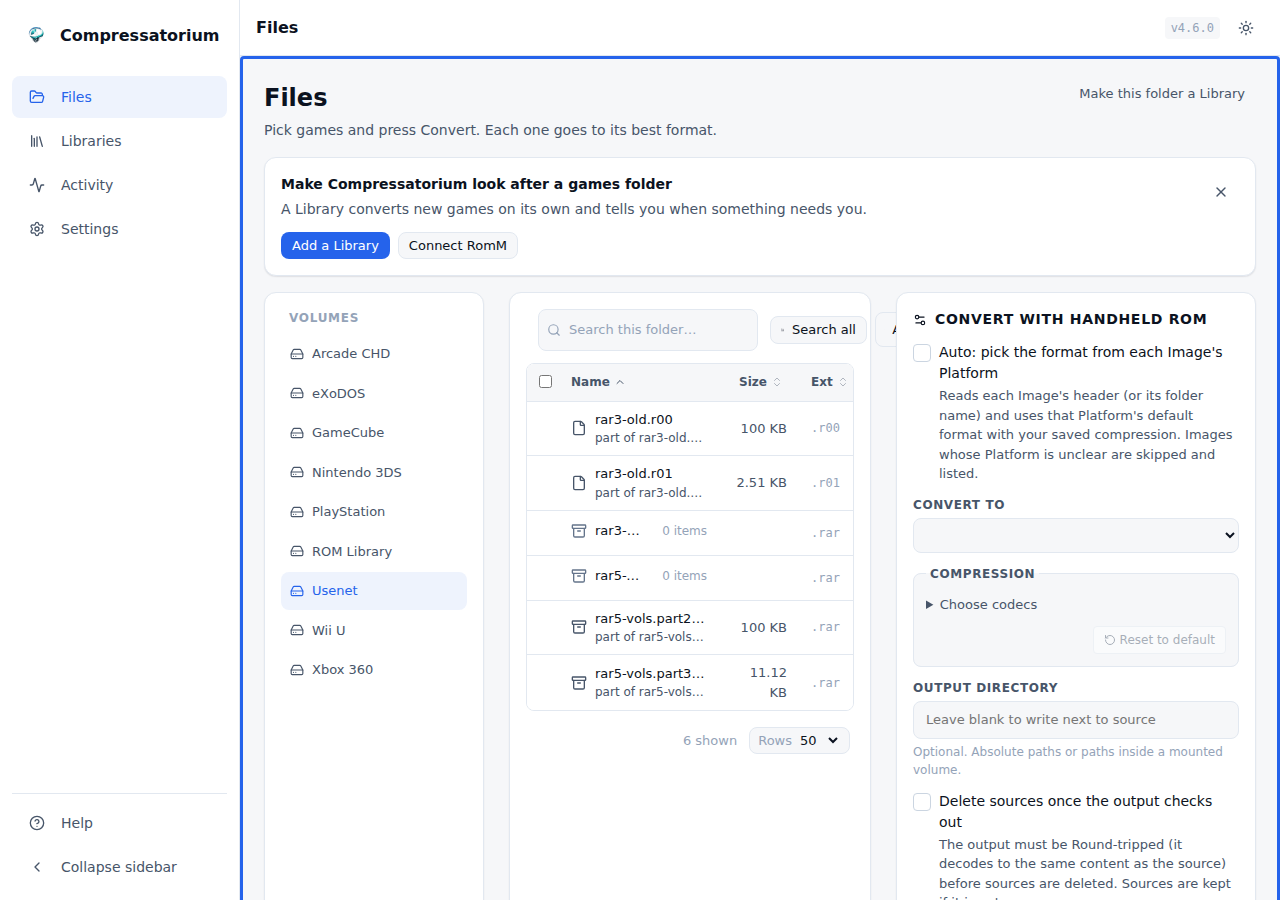 Compressatorium
Files
Libraries
Activity
Settings
Help
Collapse sidebar
Files
v4.6.0
Files
Make this folder a Library
Pick games and press Convert. Each one goes to its best format.
Make Compressatorium look after a games folder
A Library converts new games on its own and tells you when something needs you.
Add a Library
Connect RomM
VOLUMES
Arcade CHD
eXoDOS
GameCube
Nintendo 3DS
PlayStation
ROM Library
Usenet
Wii U
Xbox 360
Search this folder…
Search all
Name
Size
Ext
rar3-old.r00
part of rar3-old.…
100 KB
.r00
rar3-old.r01
part of rar3-old.…
2.51 KB
.r01
rar3-…
0 items
.rar
rar5-…
0 items
.rar
rar5-vols.part2…
part of rar5-vols…
100 KB
.rar
rar5-vols.part3…
part of rar5-vols…
11.12
KB
.rar
6 shown
Rows 50
CONVERT WITH HANDHELD ROM
Auto: pick the format from each Image's
Platform
Reads each Image's header (or its folder
name) and uses that Platform's default
format with your saved compression. Images
whose Platform is unclear are skipped and
listed.
CONVERT TO
COMPRESSION
Choose codecs
Reset to default
OUTPUT DIRECTORY
Leave blank to write next to source
Optional. Absolute paths or paths inside a mounted
volume.
Delete sources once the output checks
out
The output must be Round-tripped (it
decodes to the same content as the source)
before sources are deleted. Sources are kept